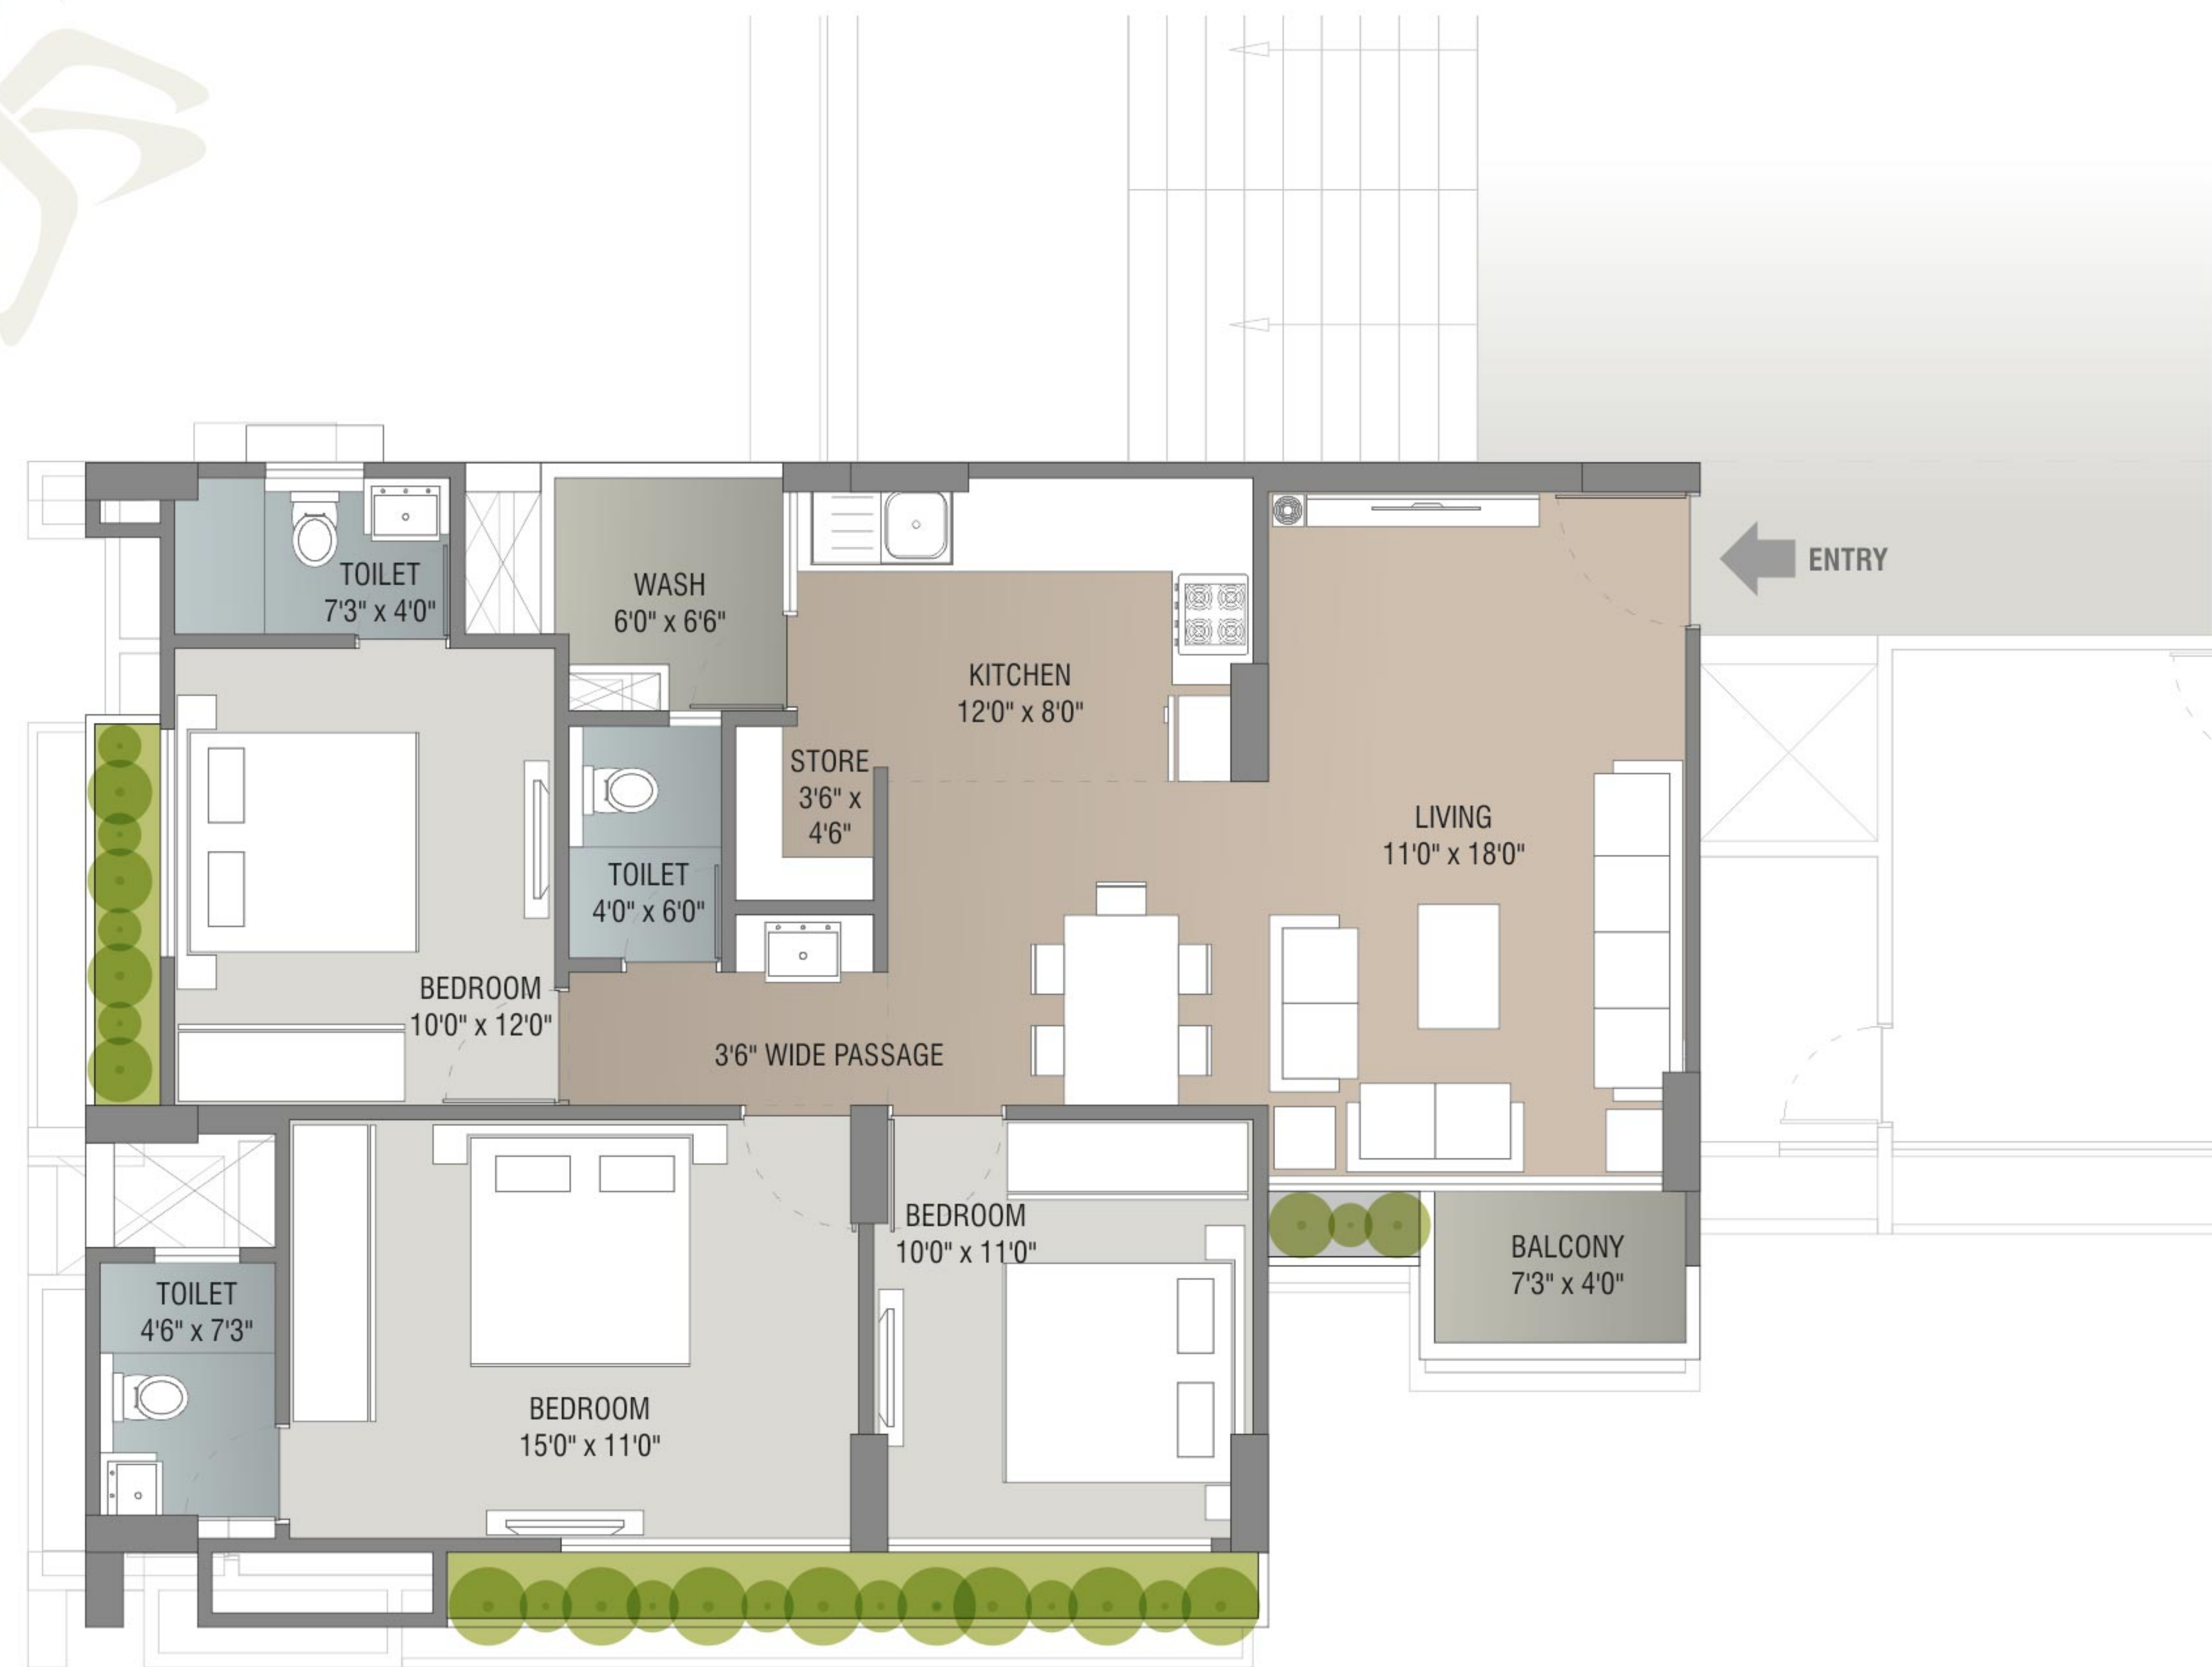 ENTRY
TOILET
7'3" x 4'0"
WASH
6'0" x 6'6"
KITCHEN
12'0" x 8'0"
STORE
3'6" x
4'6"
LIVING
11'0" x 18'0"
TOILET
4'0" x 6'0"
BEDROOM
10'0" x 12'0"
3'6" WIDE PASSAGE
BEDROOM
10'0" x 11'0"
BALCONY
7'3" x 4'0"
TOILET
4'6" x 7'3"
BEDROOM
15'0" x 11'0"